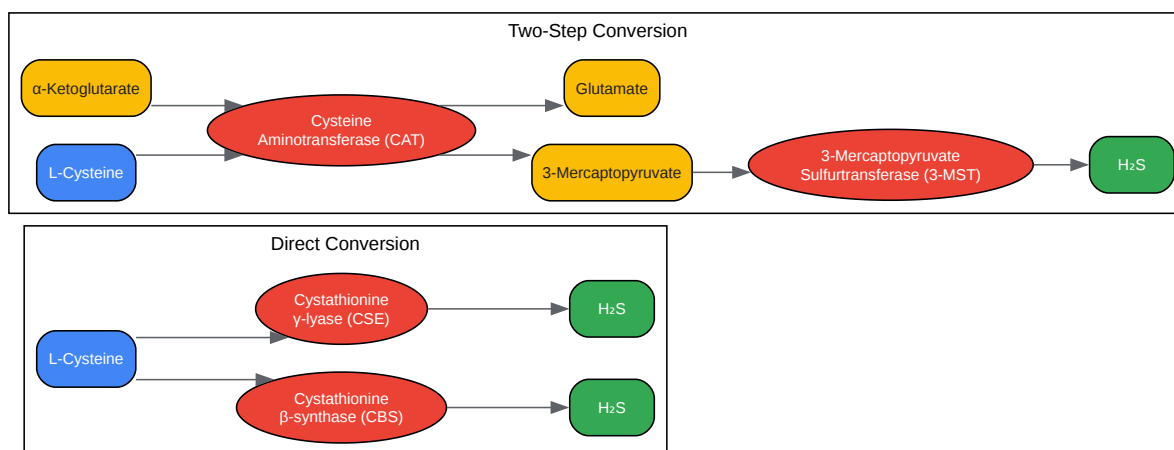 Two-Step Conversion
α-Ketoglutarate
L-Cysteine
Cysteine
Aminotransferase (CAT)
Glutamate
3-Mercaptopyruvate
3-Mercaptopyruvate
Sulfurtransferase (3-MST)
H₂S
Direct Conversion
L-Cysteine
Cystathionine
γ-lyase (CSE)
H₂S
Cystathionine
β-synthase (CBS)
H₂S